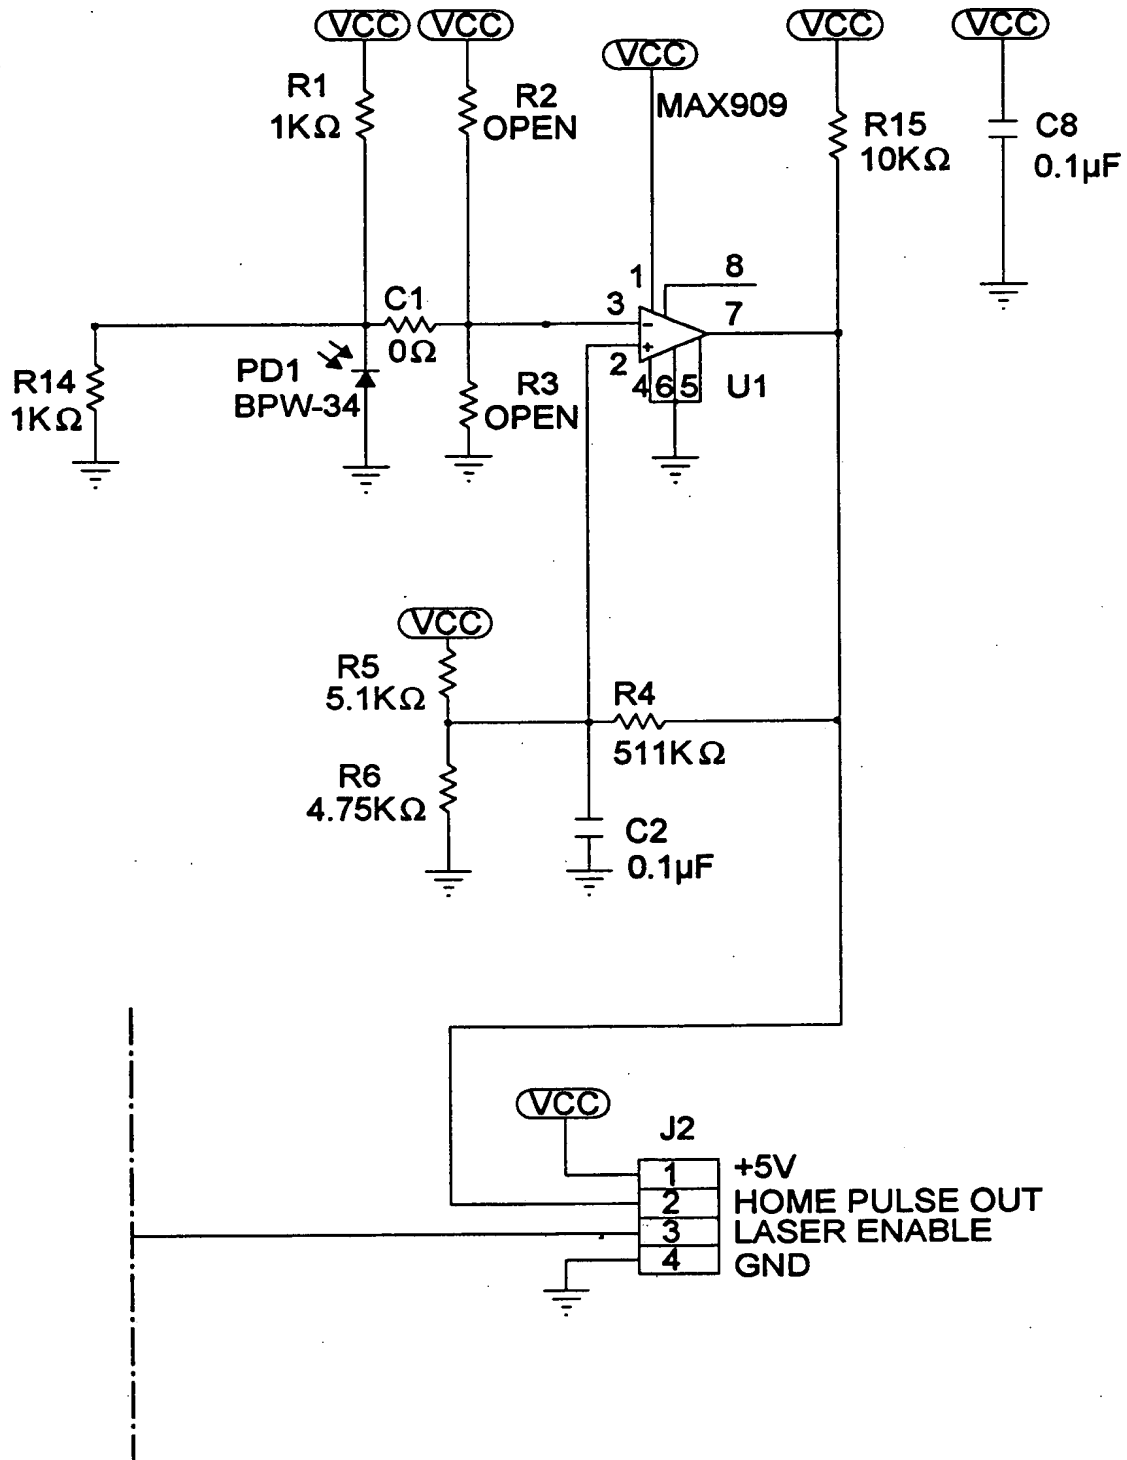 VCC
VCC
VCC
VCC
VCC
R1
1KΩ
R2
OPEN
MAX909
R15
10KΩ
C8
0.1µF
1
8
3
7
C1
0Ω
2
4
6
5
U1
R14
1KΩ
PD1
BPW-34
R3
OPEN
VCC
R5
5.1KΩ
R4
511KΩ
R6
4.75KΩ
C2
0.1µF
VCC
J2
1 +5V
2 HOME PULSE OUT
3 LASER ENABLE
4 GND